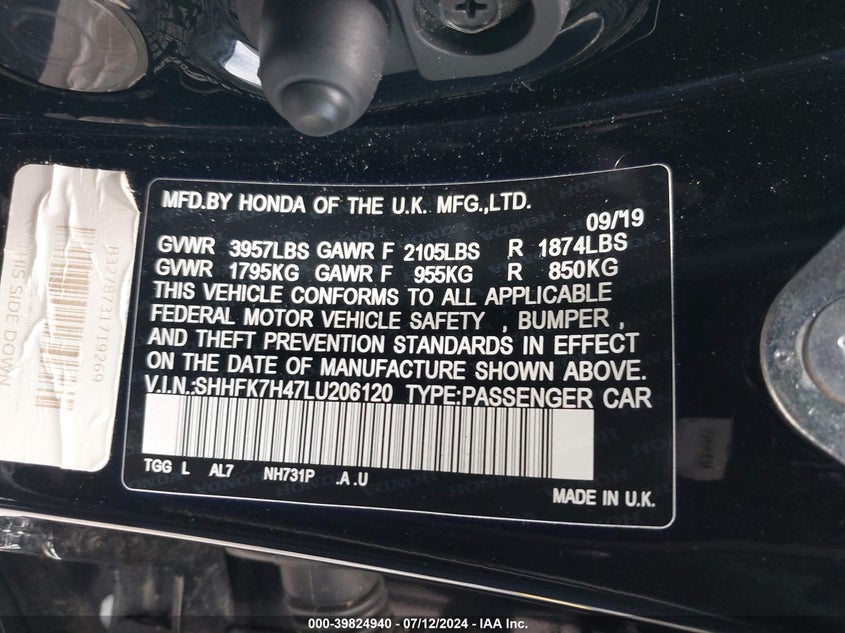 MFD.BY HONDA OF THE U.K. MFG.,LTD.
09/19
GVWR 3957LBS GAWR F 2105LBS R 1874LBS
GVWR 1795KG GAWR F 955KG R 850KG
THIS VEHICLE CONFORMS TO ALL APPLICABLE
FEDERAL MOTOR VEHICLE SAFETY , BUMPER ,
AND THEFT PREVENTION STANDARDS IN EFFECT
ON THE DATE OF MANUFACTURE SHOWN ABOVE.
V.I.N.:SHHFK7H47LU206120 TYPE:PASSENGER CAR
TGG L AL7 NH731P .A .U
MADE IN U.K.
SIDE DOWN
000-39824940 - 07/12/2024 - IAA Inc.